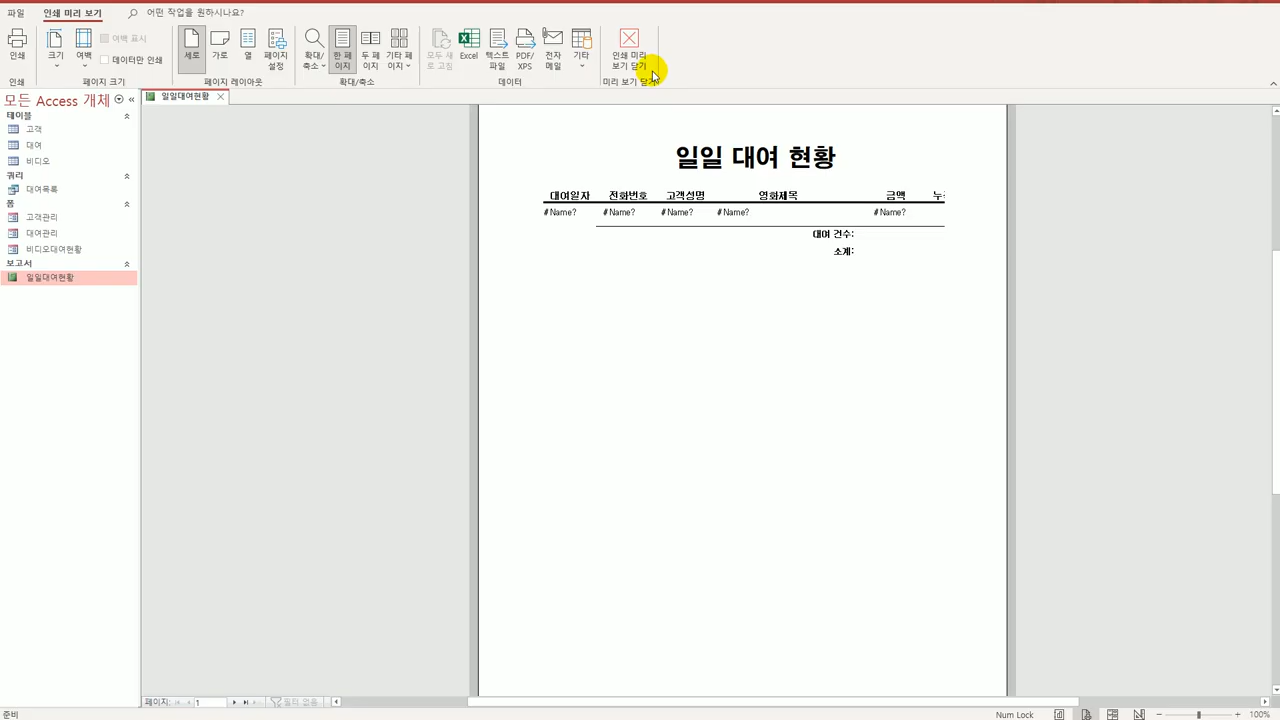 파일 인쇄 미리 보기 어떤 작업을 원하시나요?
인쇄
크기
여백
여백 표시
데이터만 인쇄
세로
가로
열
페이지 설정
확대/축소
한 페이지
두 페이지
기타 페이지
모두 새로 고침
Excel
텍스트 파일
PDF/XPS
전자 메일
기타
인쇄 미리 보기 닫기
인쇄 페이지 크기 페이지 레이아웃 확대/축소 데이터 미리 보기 닫기
모든 Access 개체
일일대여현황
테이블
고객
대여
비디오
쿼리
대여목록
폼
고객관리
대여관리
비디오대여현황
보고서
일일대여현황
일일 대여 현황
대여일자 전화번호 고객성명 영화제목 금액
#Name? #Name? #Name? #Name? #Name?
대여 건수:
소계:
페이지: 1 필터 없음
준비 Num Lock 100%